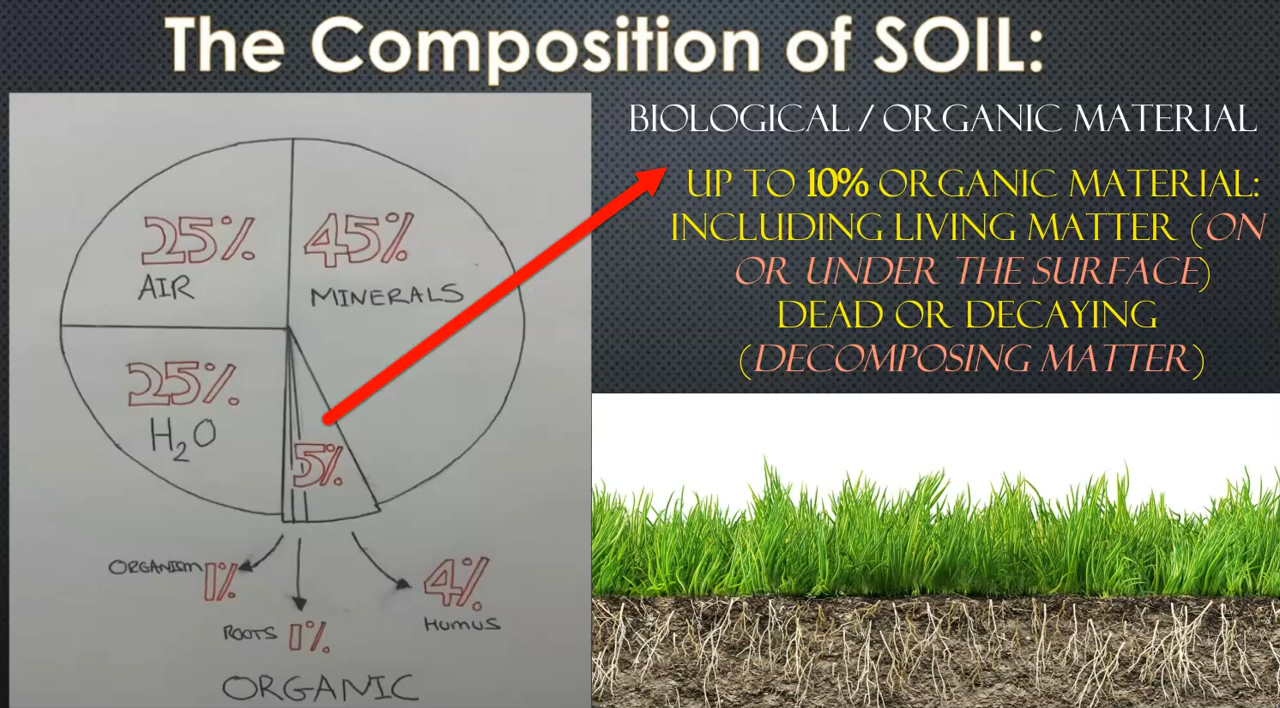 The Composition of SOIL:
25%
AIR
45%
MINERALS
25%
H₂O
5%
ORGANISM 1%
ROOTS 1%
4%
HUMUS
ORGANIC
BIOLOGICAL / ORGANIC MATERIAL
UP TO 10% ORGANIC MATERIAL:
INCLUDING LIVING MATTER (ON
OR UNDER THE SURFACE)
DEAD OR DECAYING
(DECOMPOSING MATTER)